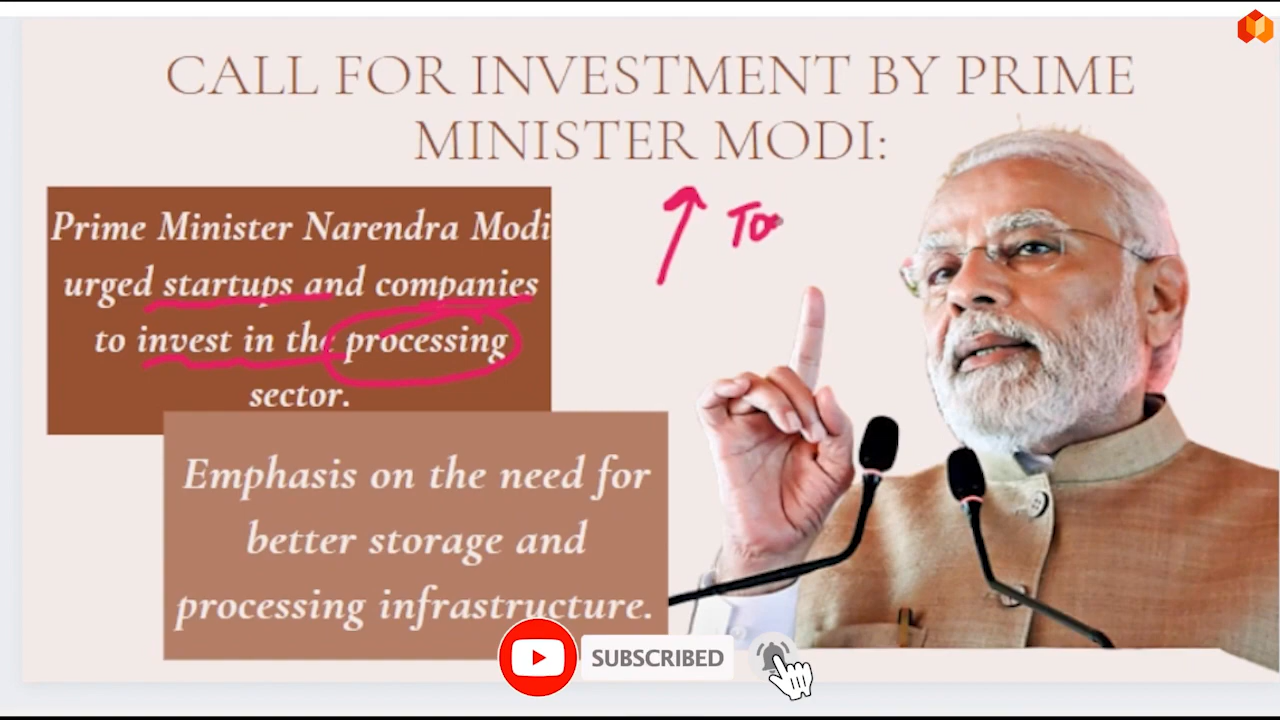 CALL FOR INVESTMENT BY PRIME
MINISTER MODI:
Prime Minister Narendra Modi
urged startups and companies
to invest in the processing
sector.
To
Emphasis on the need for
better storage and
processing infrastructure.
SUBSCRIBED